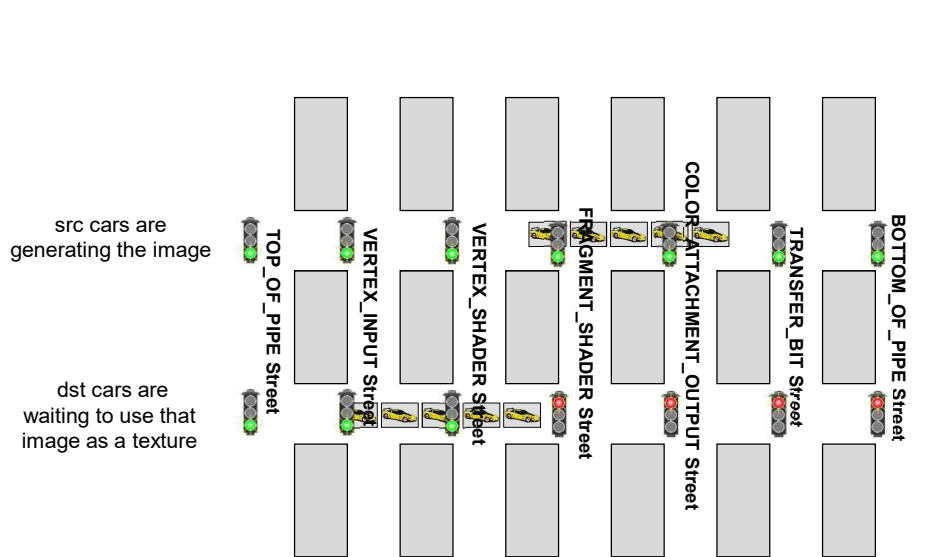 src cars are
generating the image
dst cars are
waiting to use that
image as a texture
TOP_OF_PIPE Street
VERTEX_INPUT Street
VERTEX_SHADER Street
FRAGMENT_SHADER Street
COLOR_ATTACHMENT_OUTPUT Street
TRANSFER_BIT Street
BOTTOM_OF_PIPE Street